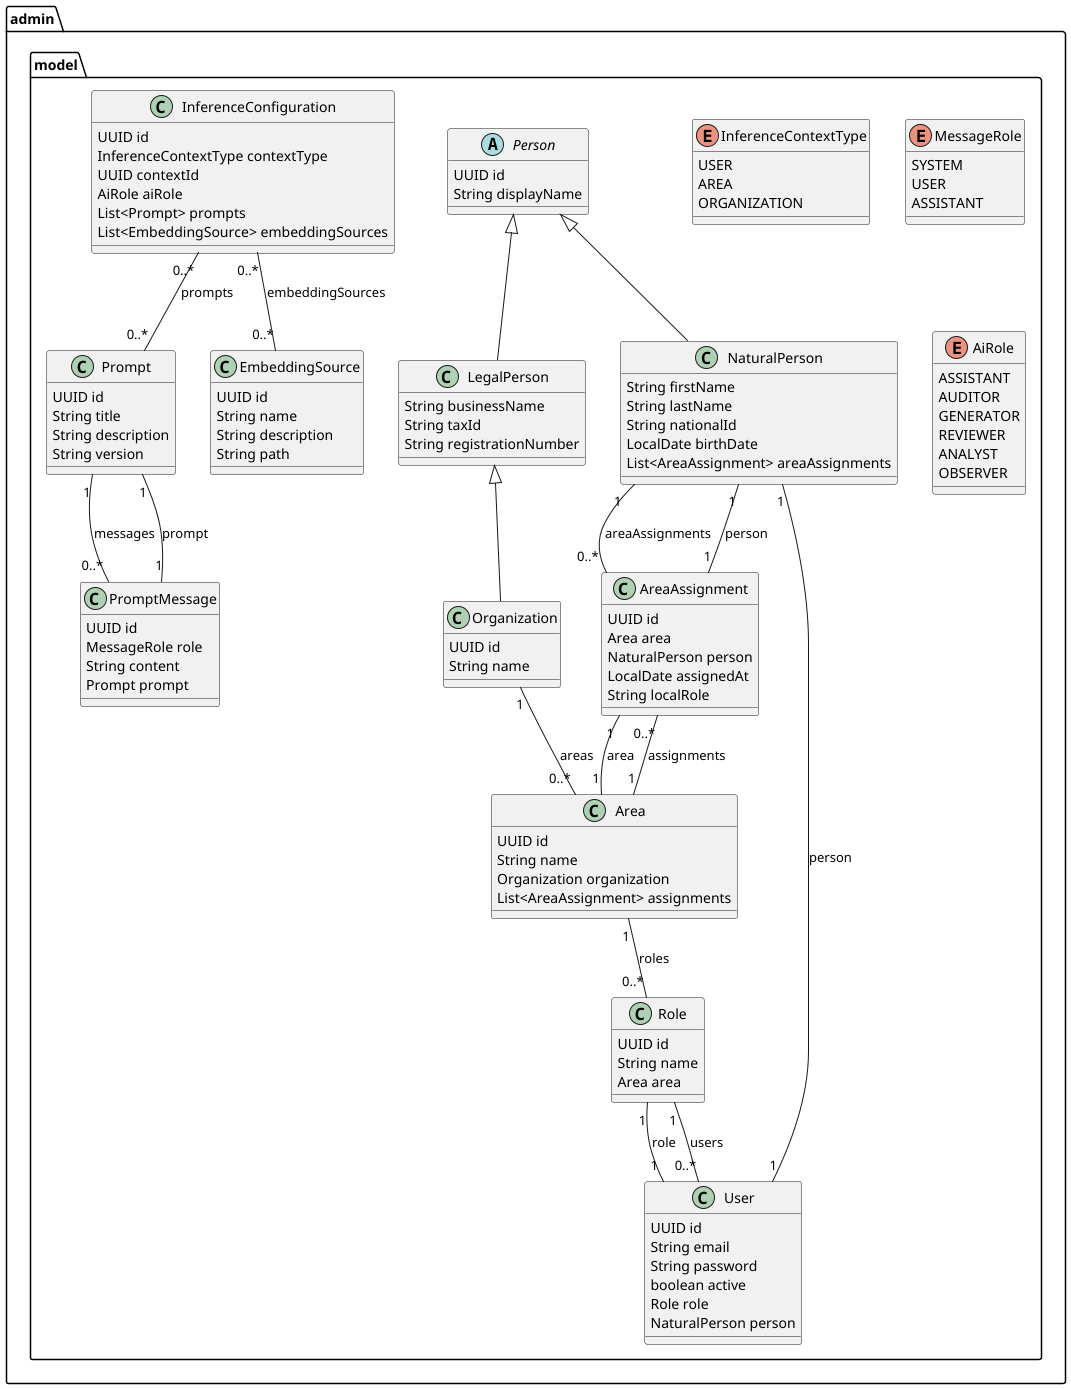 admin
model
C InferenceConfiguration
UUID id
InferenceContextType contextType
UUID contextId
AiRole aiRole
List<Prompt> prompts
List<EmbeddingSource> embeddingSources
A Person
UUID id
String displayName
E InferenceContextType
USER
AREA
ORGANIZATION
E MessageRole
SYSTEM
USER
ASSISTANT
0..*
prompts
0..*
0..*
embeddingSources
0..*
C Prompt
UUID id
String title
String description
String version
C EmbeddingSource
UUID id
String name
String description
String path
C LegalPerson
String businessName
String taxId
String registrationNumber
C NaturalPerson
String firstName
String lastName
String nationalId
LocalDate birthDate
List<AreaAssignment> areaAssignments
E AiRole
ASSISTANT
AUDITOR
GENERATOR
REVIEWER
ANALYST
OBSERVER
1
messages
0..*
1
prompt
1
1
areaAssignments
0..*
1
person
1
1
person
1
C PromptMessage
UUID id
MessageRole role
String content
Prompt prompt
C Organization
UUID id
String name
C AreaAssignment
UUID id
Area area
NaturalPerson person
LocalDate assignedAt
String localRole
1
areas
0..*
1
area
1
0..*
assignments
1
C Area
UUID id
String name
Organization organization
List<AreaAssignment> assignments
1
roles
0..*
C Role
UUID id
String name
Area area
1
role
1
1
users
0..*
C User
UUID id
String email
String password
boolean active
Role role
NaturalPerson person